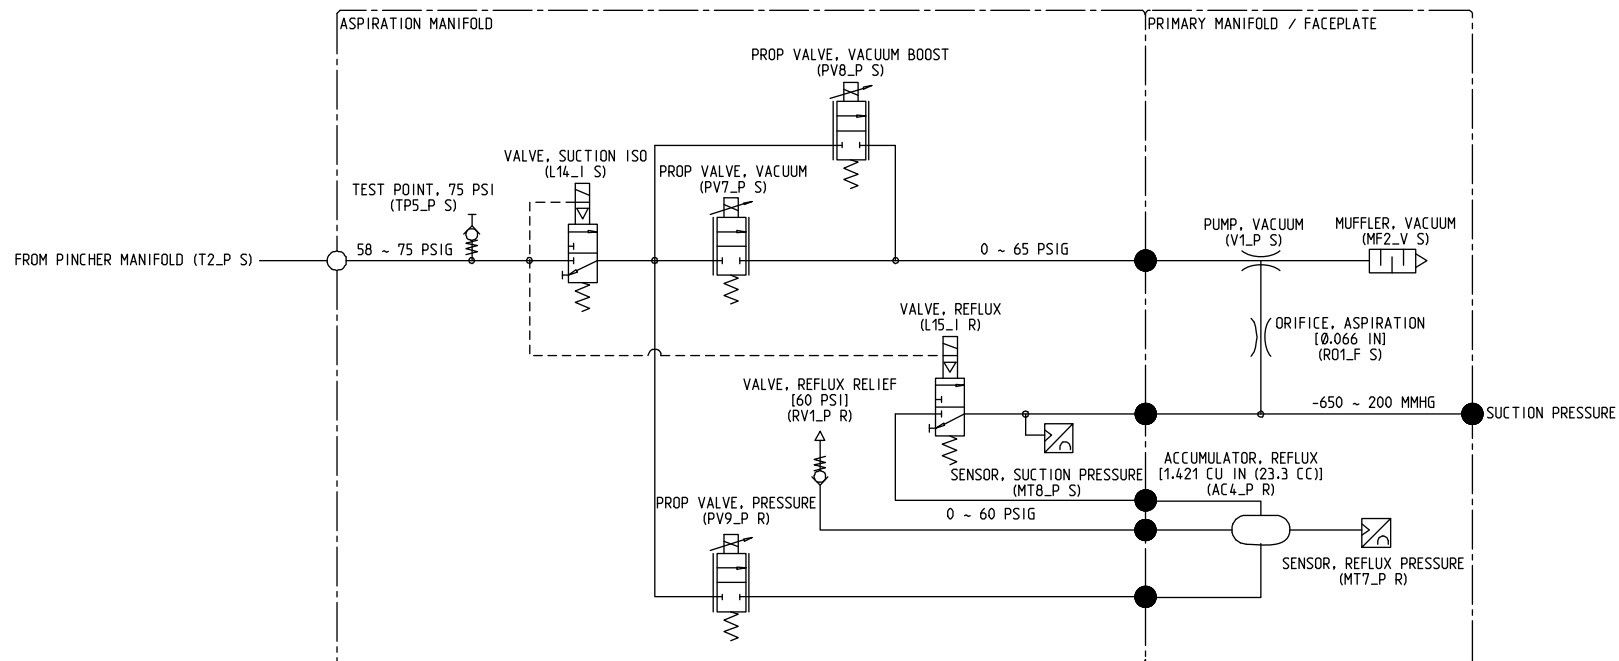 ASPIRATION MANIFOLD
PRIMARY MANIFOLD / FACEPLATE
PROP VALVE, VACUUM BOOST
(PV8_P S)
VALVE, SUCTION ISO
(L14_I S)
PROP VALVE, VACUUM
(PV7_P S)
TEST POINT, 75 PSI
(TP5_P S)
PUMP, VACUUM
(V1_P S)
MUFFLER, VACUUM
(MF2_V S)
FROM PINCHER MANIFOLD (T2_P S)
58 ~ 75 PSIG
0 ~ 65 PSIG
VALVE, REFLUX
(L15_I R)
ORIFICE, ASPIRATION
[0.066 IN]
(RO1_F S)
VALVE, REFLUX RELIEF
[60 PSI]
(RV1_P R)
-650 ~ 200 MMHG
SUCTION PRESSURE
SENSOR, SUCTION PRESSURE
(MT8_P S)
ACCUMULATOR, REFLUX
[1.421 CU IN (23.3 CC)]
(AC4_P R)
PROP VALVE, PRESSURE
(PV9_P R)
0 ~ 60 PSIG
SENSOR, REFLUX PRESSURE
(MT7_P R)